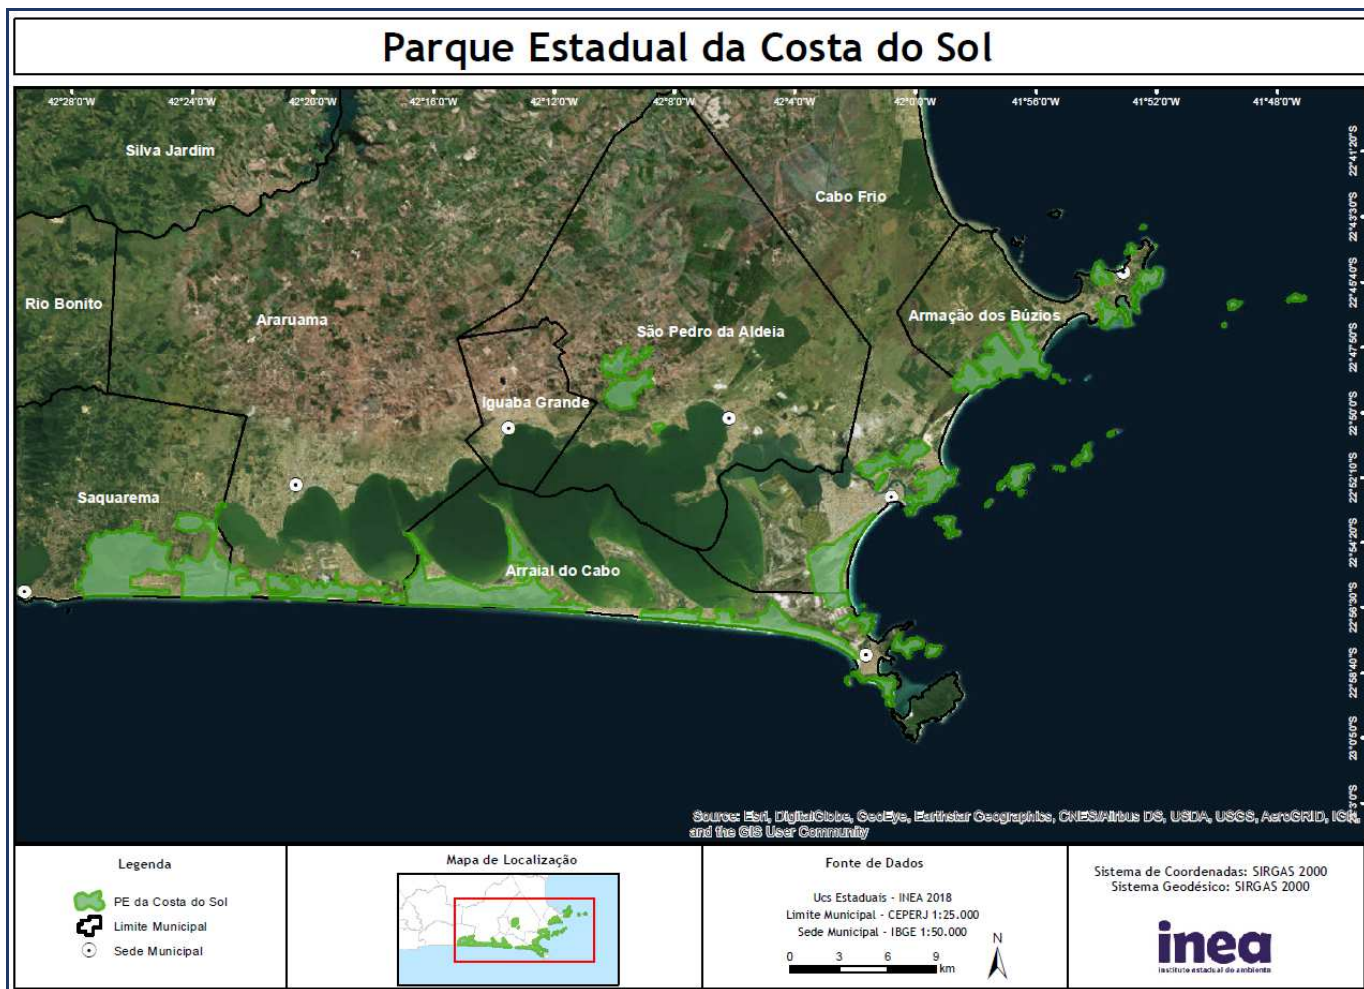 Parque Estadual da Costa do Sol
42°28'0"W 42°24'0"W 42°20'0"W 42°16'0"W 42°12'0"W 42°8'0"W 42°4'0"W 42°0'0"W 41°56'0"W 41°52'0"W 41°48'0"W
22°41'20"S
22°43'30"S
22°45'40"S
22°47'50"S
22°50'0"S
22°52'10"S
22°54'20"S
22°56'30"S
22°58'40"S
23°0'50"S
Silva Jardim
Cabo Frio
Rio Bonito
Araruama
São Pedro da Aldeia
Armação dos Búzios
Iguaba Grande
Saquarema
Arraial do Cabo
Source: Esri, DigitalGlobe, GeoEye, Earthstar Geographics, CNES/Airbus DS, USDA, USGS, AeroGRID, IGN,
and the GIS User Community
Legenda
PE da Costa do Sol
Limite Municipal
Sede Municipal
Mapa de Localização
Fonte de Dados
Ucs Estaduais - INEA 2018
Limite Municipal - CEPERJ 1:25.000
Sede Municipal - IBGE 1:50.000
0 3 6 9
km
N
Sistema de Coordenadas: SIRGAS 2000
Sistema Geodésico: SIRGAS 2000
inea
instituto estadual do ambiente